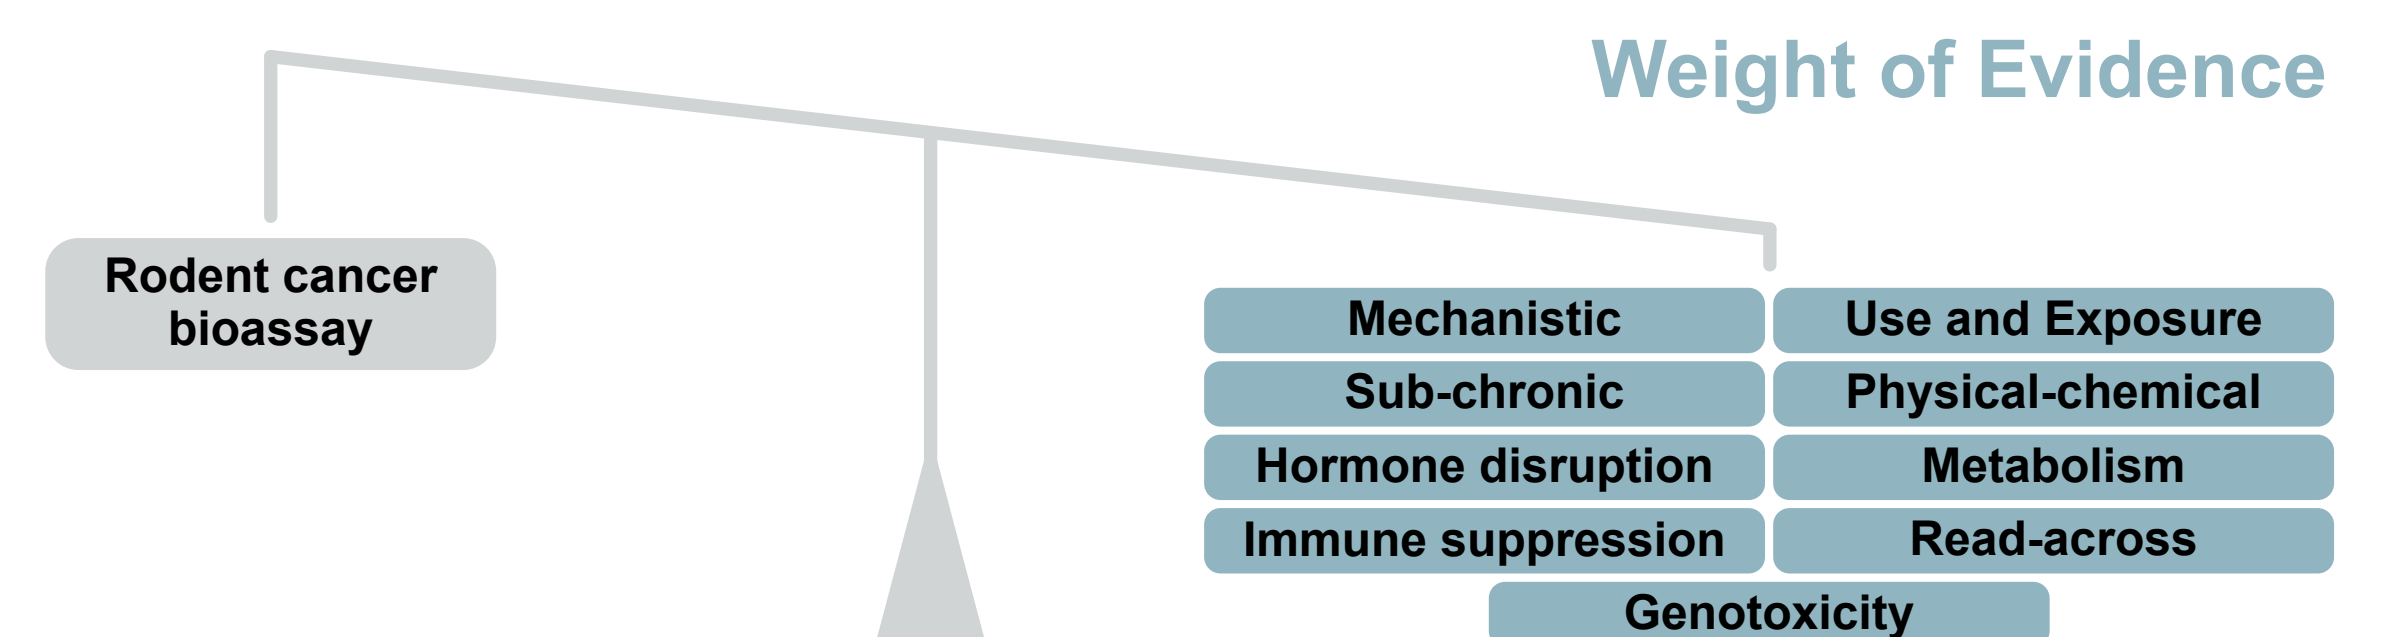 Weight of Evidence
Rodent cancer
bioassay
Mechanistic
Use and Exposure
Sub-chronic
Physical-chemical
Hormone disruption
Metabolism
Immune suppression
Read-across
Genotoxicity